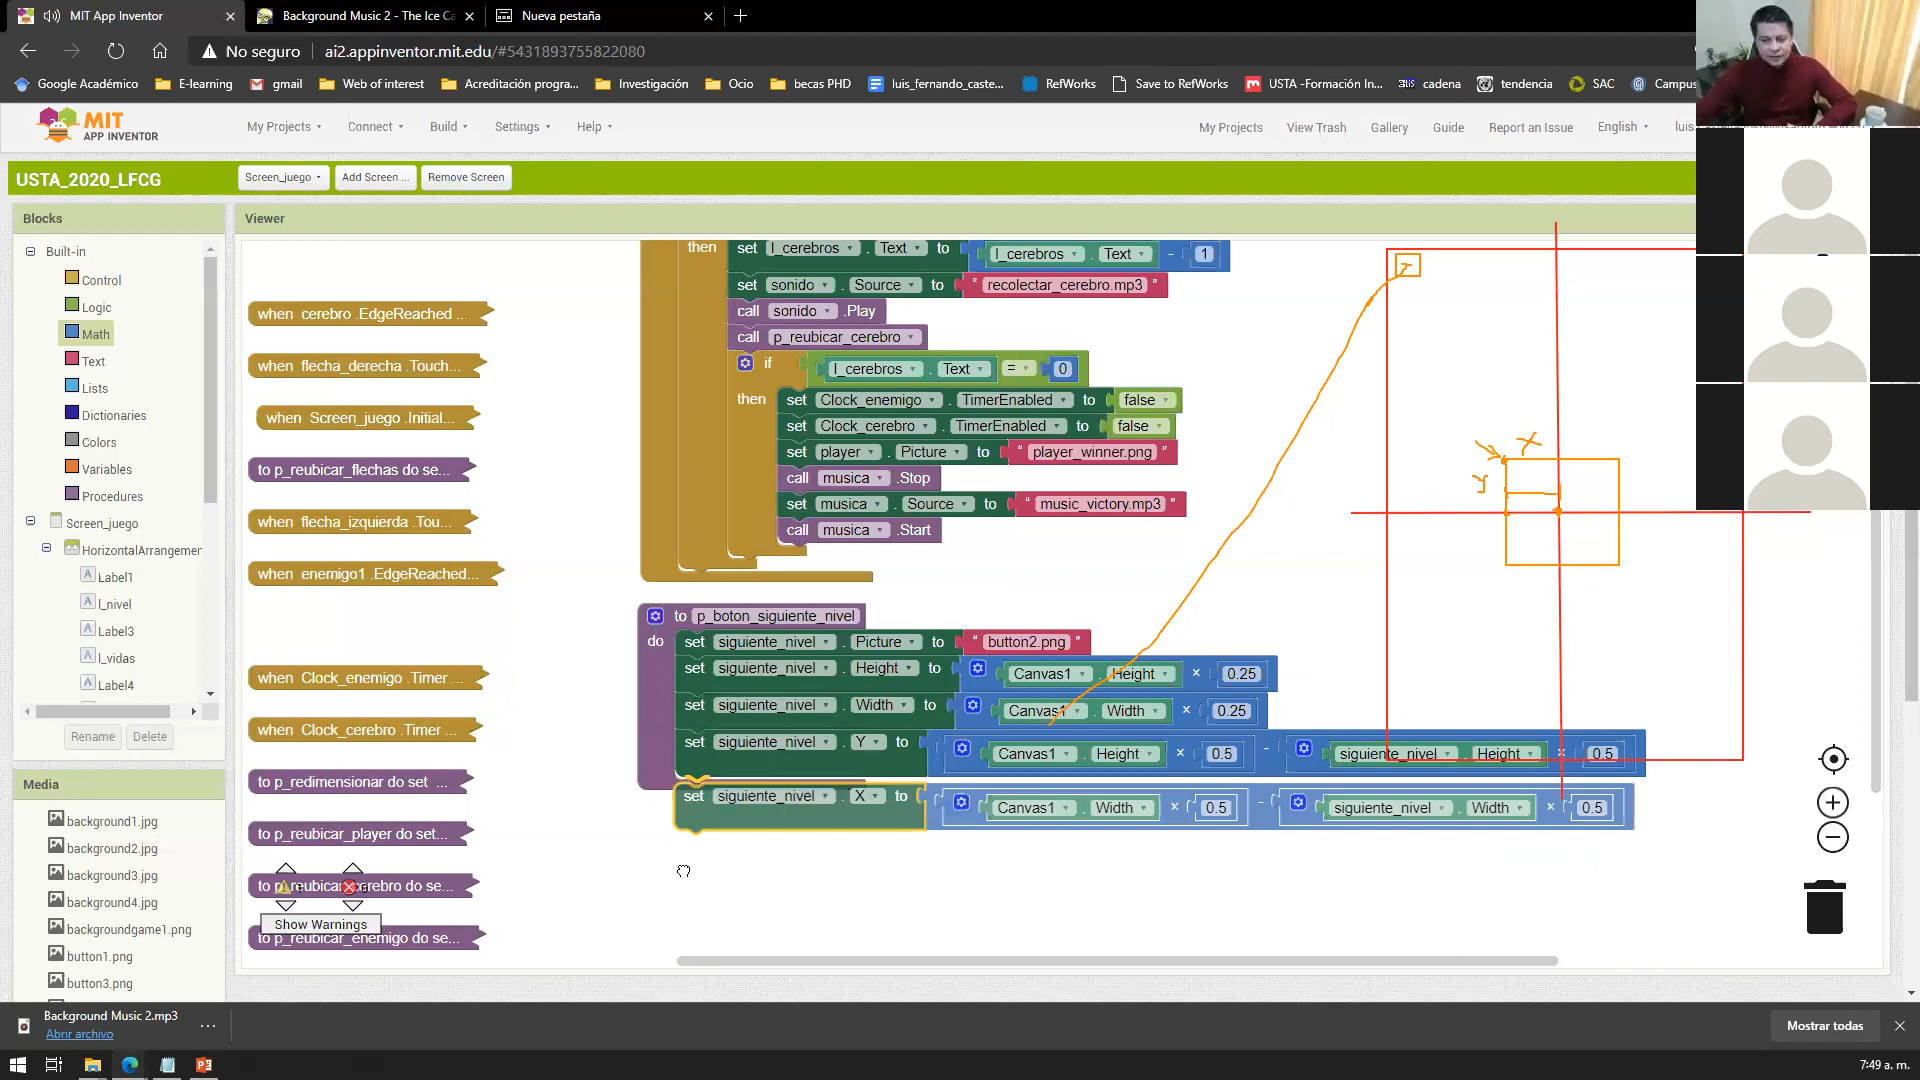 MIT App Inventor
Background Music 2 - The Ice Ca
Nueva pestaña
No seguro
ai2.appinventor.mit.edu/#5431893755822080
Google Académico
E-learning
gmail
Web of interest
Acreditación progra...
Investigación
Ocio
becas PHD
luis_fernando_caste...
RefWorks
Save to RefWorks
USTA -Formación In...
cadena
tendencia
SAC
Campus
MIT
APP INVENTOR
My Projects
Connect
Build
Settings
Help
My Projects
View Trash
Gallery
Guide
Report an Issue
English
USTA_2020_LFCG
Screen_juego
Add Screen ...
Remove Screen
Blocks
Built-in
Control
Logic
Math
Text
Lists
Dictionaries
Colors
Variables
Procedures
Screen_juego
HorizontalArrangemen
Label1
l_nivel
Label3
l_vidas
Label4
Rename
Delete
Media
background1.jpg
background2.jpg
background3.jpg
background4.jpg
backgroundgame1.png
button1.png
button3.png
Viewer
when cerebro .EdgeReached ...
when flecha_derecha .Touch...
when Screen_juego .Initial...
to p_reubicar_flechas do se...
when flecha_izquierda .Tou...
when enemigo1 .EdgeReached...
when Clock_enemigo .Timer ...
when Clock_cerebro .Timer ...
to p_redimensionar do set ...
to p_reubicar_player do set...
to p_reubicar_cerebro do se...
Show Warnings
to p_reubicar_enemigo do se...
then set l_cerebros . Text to l_cerebros . Text - 1
set sonido . Source to " recolectar_cerebro.mp3 "
call sonido .Play
call p_reubicar_cerebro
if l_cerebros . Text = 0
then set Clock_enemigo . TimerEnabled to false
set Clock_cerebro . TimerEnabled to false
set player . Picture to " player_winner.png "
call musica .Stop
set musica . Source to " music_victory.mp3 "
call musica .Start
to p_boton_siguiente_nivel
do set siguiente_nivel . Picture to " button2.png "
set siguiente_nivel . Height to Canvas1 . Height × 0.25
set siguiente_nivel . Width to Canvas1 . Width × 0.25
set siguiente_nivel . Y to Canvas1 . Height × 0.5 - siguiente_nivel . Height × 0.5
set siguiente_nivel . X to Canvas1 . Width × 0.5 - siguiente_nivel . Width × 0.5
X
y
Background Music 2.mp3
Abrir archivo
Mostrar todas
7:49 a. m.